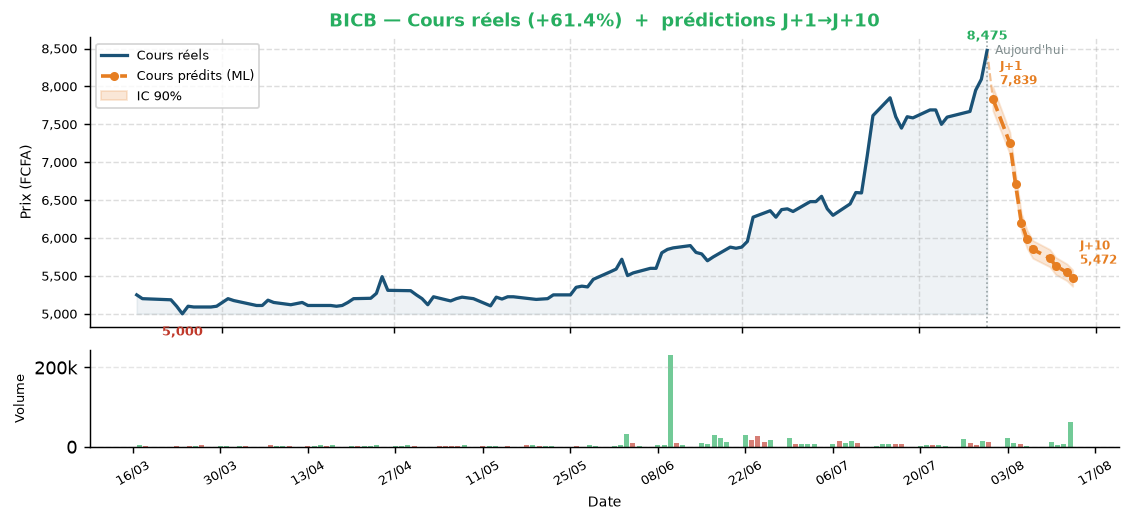 BICB — Cours réels (+61.4%)  +  prédictions J+1→J+10
8,475
Cours réels
Cours prédits (ML)
IC 90%
Aujourd'hui
J+1
7,839
J+10
5,472
5,000
Prix (FCFA)
8,500
8,000
7,500
7,000
6,500
6,000
5,500
5,000
Volume
200k
0
16/03
30/03
13/04
27/04
11/05
25/05
08/06
22/06
06/07
20/07
03/08
17/08
Date